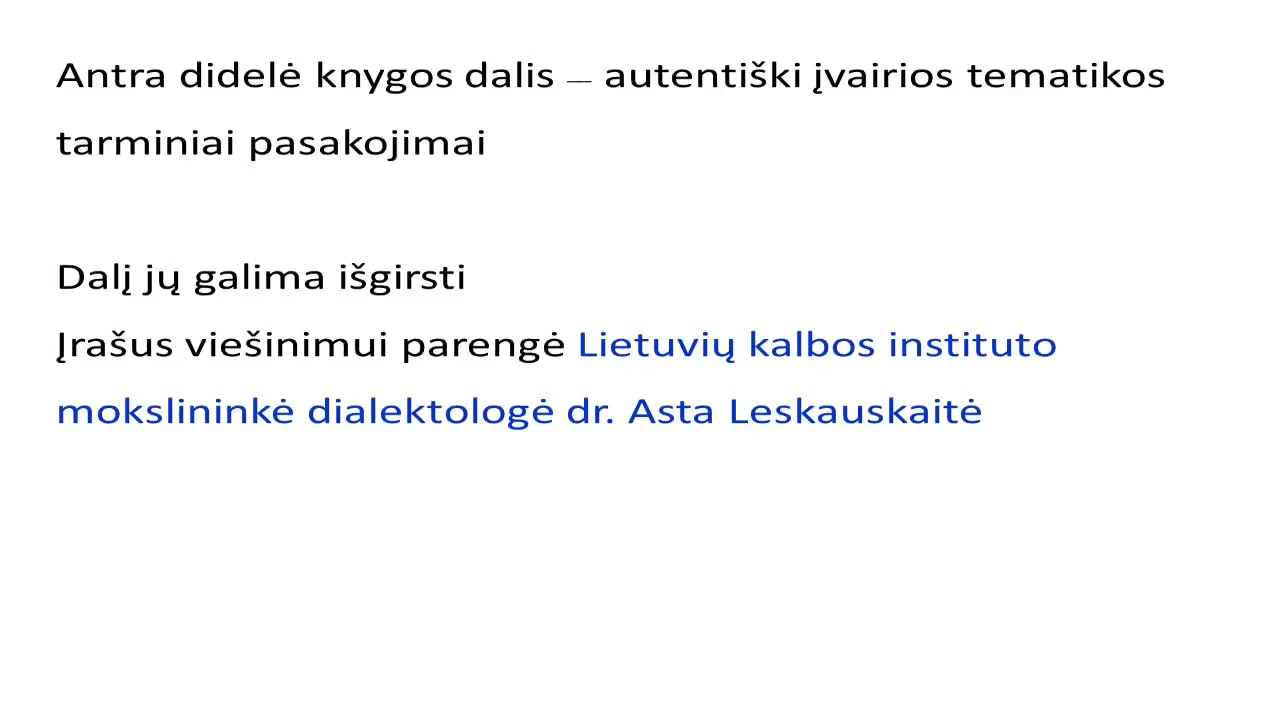 Antra didelė knygos dalis — autentiški įvairios tematikos
tarminiai pasakojimai
Dalį jų galima išgirsti
Įrašus viešinimui parengė Lietuvių kalbos instituto
mokslininkė dialektologė dr. Asta Leskauskaitė